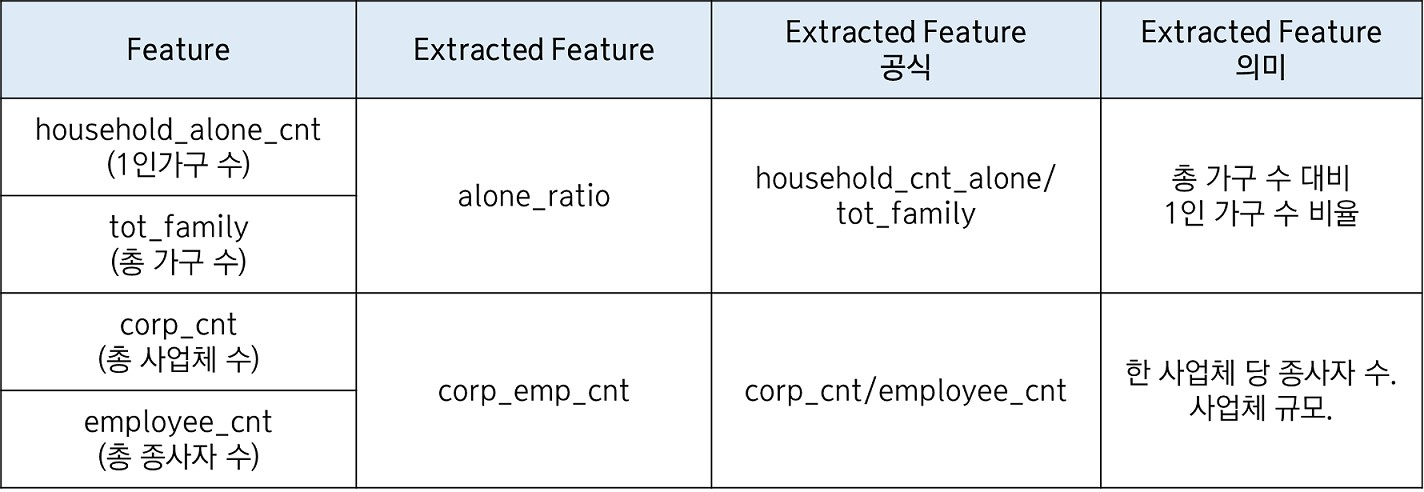 Feature
Extracted Feature
Extracted Feature
공식
Extracted Feature
의미
household_alone_cnt
(1인가구 수)
tot_family
(총 가구 수)
alone_ratio
household_cnt_alone/
tot_family
총 가구 수 대비
1인 가구 수 비율
corp_cnt
(총 사업체 수)
employee_cnt
(총 종사자 수)
corp_emp_cnt
corp_cnt/employee_cnt
한 사업체 당 종사자 수.
사업체 규모.